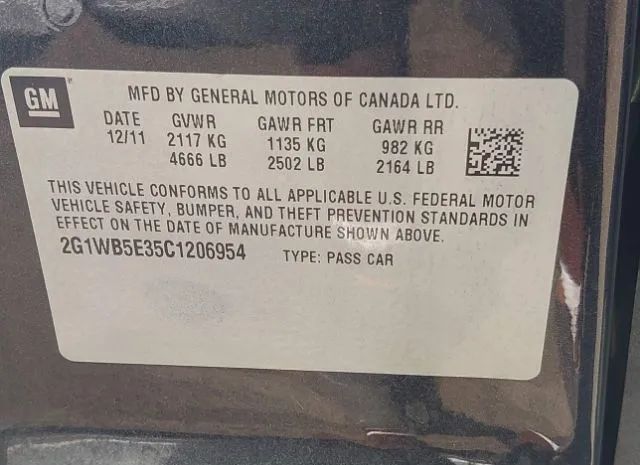 GM
MFD BY GENERAL MOTORS OF CANADA LTD.
DATE GVWR GAWR FRT GAWR RR
12/11 2117 KG 1135 KG 982 KG
4666 LB 2502 LB 2164 LB
THIS VEHICLE CONFORMS TO ALL APPLICABLE U.S. FEDERAL MOTOR
VEHICLE SAFETY, BUMPER, AND THEFT PREVENTION STANDARDS IN
EFFECT ON THE DATE OF MANUFACTURE SHOWN ABOVE.
2G1WB5E35C1206954 TYPE: PASS CAR